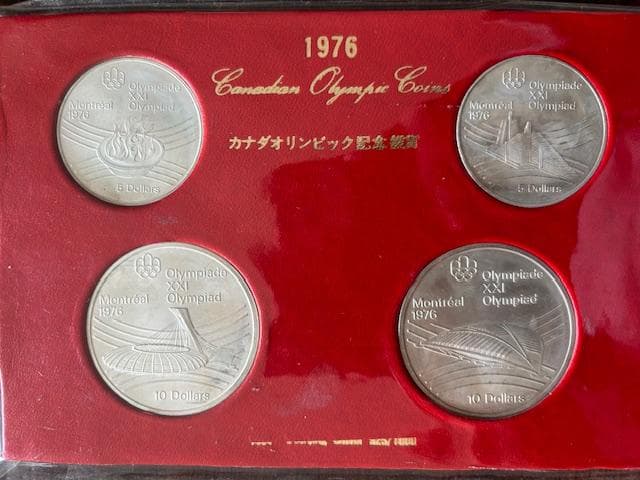 1976
Canadian Olympic Coins
カナダオリンピック記念銀貨
Olympiade
XXI
Olympiad
Montréal
1976
5 Dollars
Olympiade
XXI
Olympiad
Montréal
1976
5 Dollars
Olympiade
XXI
Olympiad
Montréal
1976
10 Dollars
Olympiade
XXI
Olympiad
Montréal
1976
10 Dollars